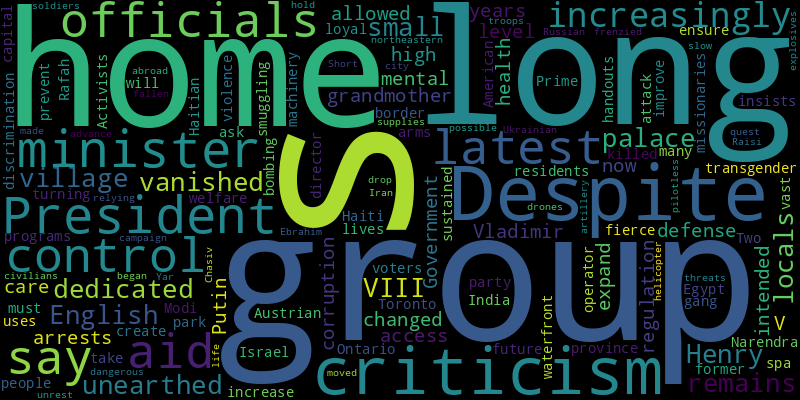 soldiers
capital
officials
home
long
allowed
years
hold
increasingly
loyal
small
level
troops
ensure
northeastern
Russian
frenzied
explosives
Activists
prevent
Rafah
abroad
will
fallen
Haitian
violence
smuggling
machinery
Short
city
high
mental
grandmother
border
American
health
Prime
handouts
attack
improve
slow
missionaries
insists
discrimination
made
advance
ask
bombing
director
supplies
arms
possible
Ukrainian
killed
many
quest
Raisi
minister
s
latest
palace
transgender
village
vanished
drop
Iran
residents
now
pilotless
turning
welfare
relying
President
Haiti
lives
Government
sustained
Despite
drones
artillery
fierce
defense
Two
vast
locals
programs
campaign
Ebrahim
Vladimir
control
group
civilians
began
Yar
Chasiv
corruption
voters
party
India
operator
expand
regulation
helicopter
Egypt
gang
threats
intended
care
dedicated
VIII
Toronto
must
English
Modi
Putin
Austrian
changed
access
Waterfront
V
Narendra
uses
arrests
create
park
say
take
aid
life
Israel
Ontario
future
province
Henry
former
spa
people
dangerous
unearthed
moved
criticism
remains
unrest
increase